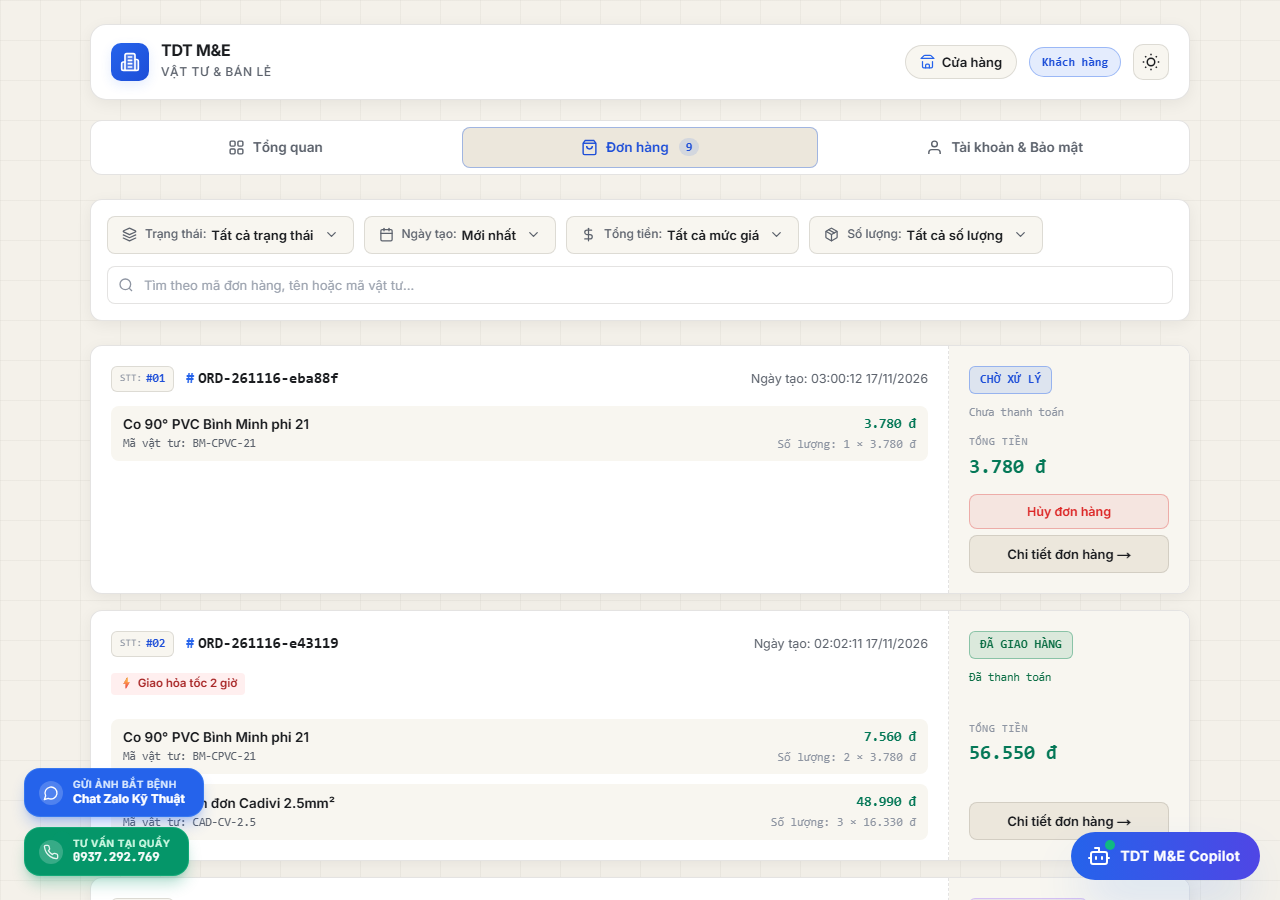 TDT M&E
VẬT TƯ & BÁN LẺ
Cửa hàng
Khách hàng
Tổng quan
Đơn hàng 9
Tài khoản & Bảo mật
Trạng thái: Tất cả trạng thái
Ngày tạo: Mới nhất
Tổng tiền: Tất cả mức giá
Số lượng: Tất cả số lượng
Tìm theo mã đơn hàng, tên hoặc mã vật tư...
STT: #01
# ORD-261116-eba88f
Ngày tạo: 03:00:12 17/11/2026
Co 90° PVC Bình Minh phi 21
3.780 đ
Mã vật tư: BM-CPVC-21
Số lượng: 1 × 3.780 đ
CHỜ XỬ LÝ
Chưa thanh toán
TỔNG TIỀN
3.780 đ
Hủy đơn hàng
Chi tiết đơn hàng →
STT: #02
# ORD-261116-e43119
Ngày tạo: 02:02:11 17/11/2026
Giao hỏa tốc 2 giờ
Co 90° PVC Bình Minh phi 21
7.560 đ
Mã vật tư: BM-CPVC-21
Số lượng: 2 × 3.780 đ
đơn Cadivi 2.5mm²
48.990 đ
Mã vật tư: CAD-CV-2.5
Số lượng: 3 × 16.330 đ
ĐÃ GIAO HÀNG
Đã thanh toán
TỔNG TIỀN
56.550 đ
Chi tiết đơn hàng →
GỬI ẢNH BẮT BỆNH
Chat Zalo Kỹ Thuật
TƯ VẤN TẠI QUẦY
0937.292.769
TDT M&E Copilot